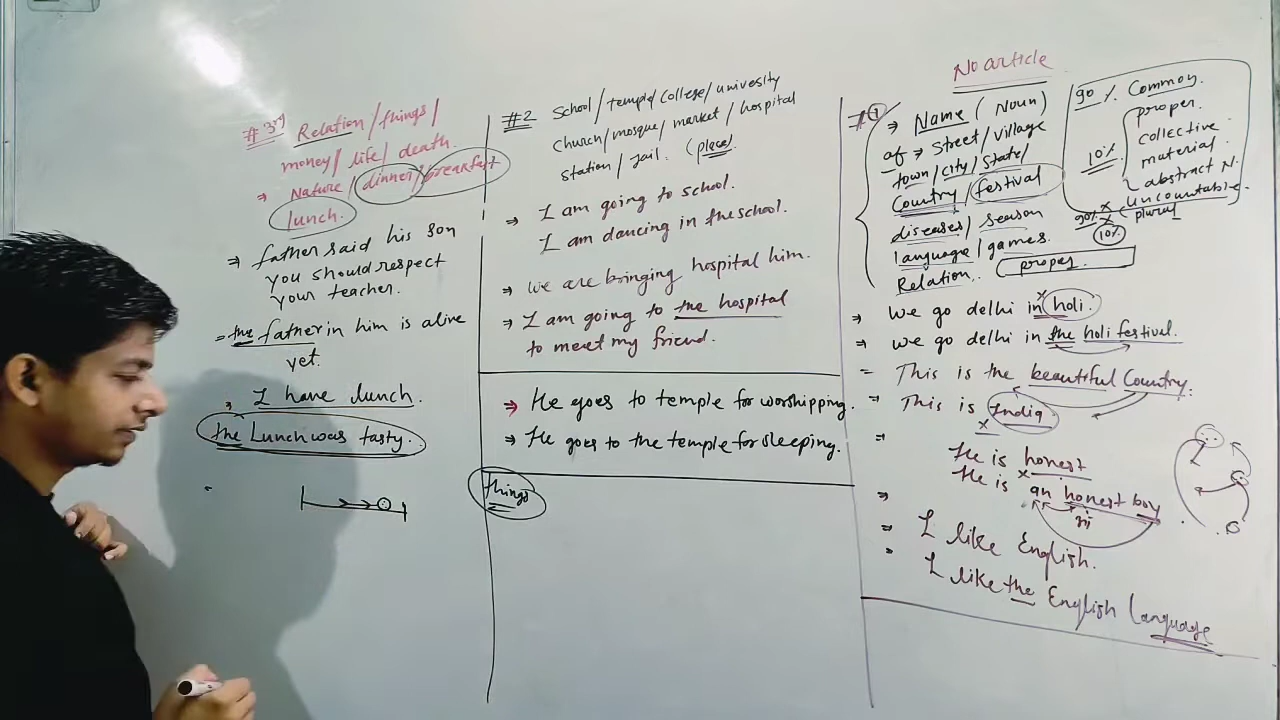 No article
#1 → Name (Noun)
of → street/village
town/city/state/
Country/festival
diseases/season
language/games
Relation. proper
90% Common
proper
collective
10% material
abstract N.
uncountable
90% × plural
10%
→ we go delhi in holi.
→ we go delhi in the holi festival.
= This is the beautiful Country.
= This is India
He is honest
→ He is an honest boy
= I like English.
I like the English language
#2 School/temple/college/univesity
church/mosque/market/hospital
station/jail. (place)
→ I am going to school.
I am dancing in the school.
→ we are bringing hospital him.
→ I am going to the hospital
to meet my friend.
→ He goes to temple for worshipping.
→ He goes to the temple for sleeping.
things
#3rd Relation/things/
money/life/death.
→ Nature/dinner/breakfast
lunch.
→ father said his son
you should respect
your teacher.
= the father in him is alive
yet.
I have lunch.
the Lunch was tasty.